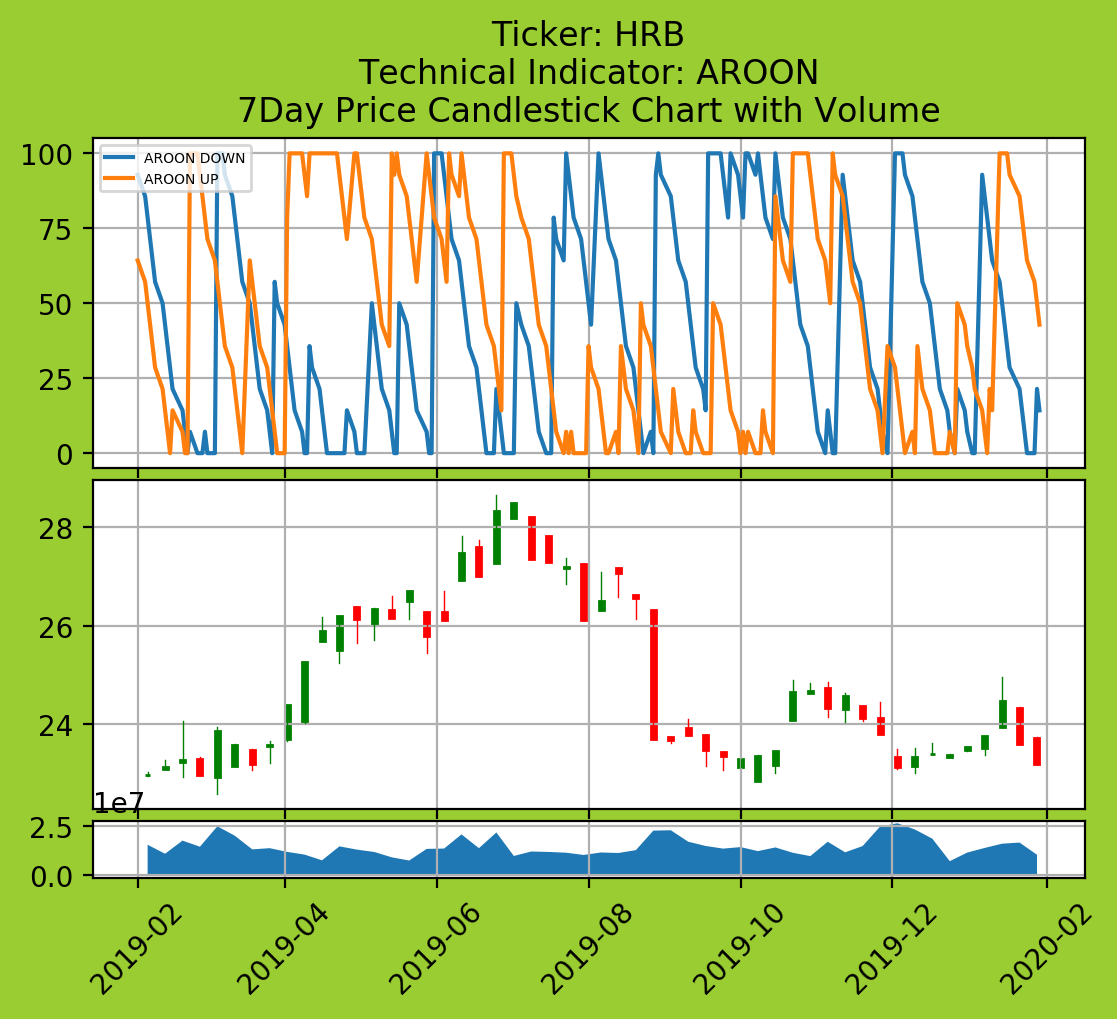 Ticker: HRB
Technical Indicator: AROON
7Day Price Candlestick Chart with Volume
AROON DOWN
AROON UP
100
75
50
25
0
28
26
24
1e7
2.5
0.0
2019-02
2019-04
2019-06
2019-08
2019-10
2019-12
2020-02